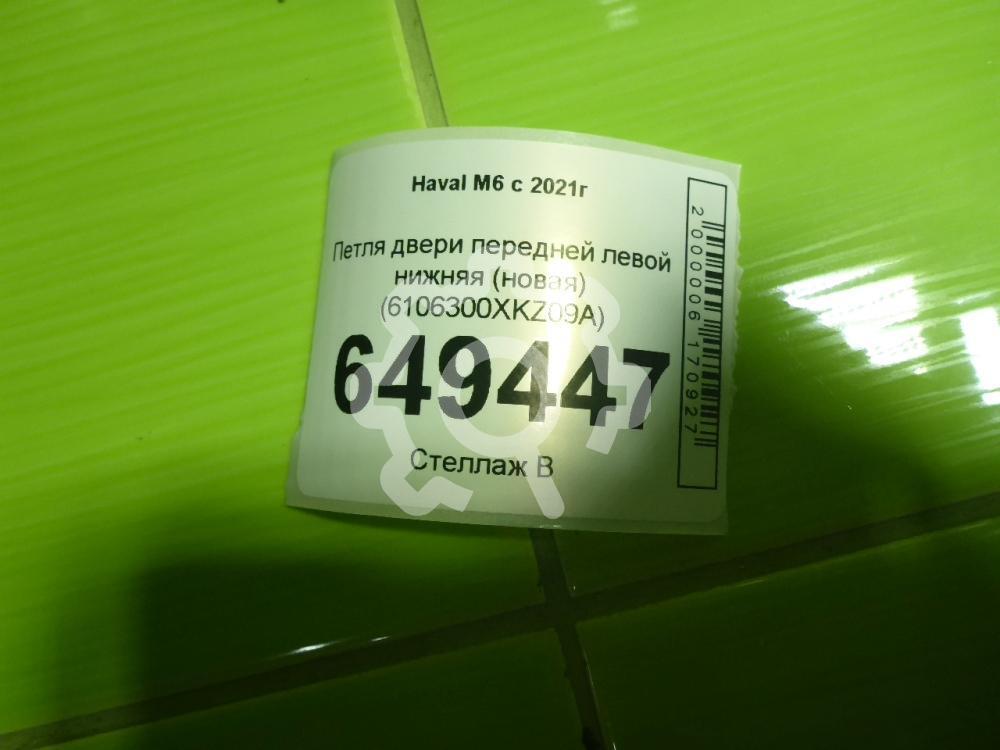 Haval M6 с 2021г
Петля двери передней левой
нижняя (новая)
(6106300XKZ09A)
649447
Стеллаж В
2000006170927